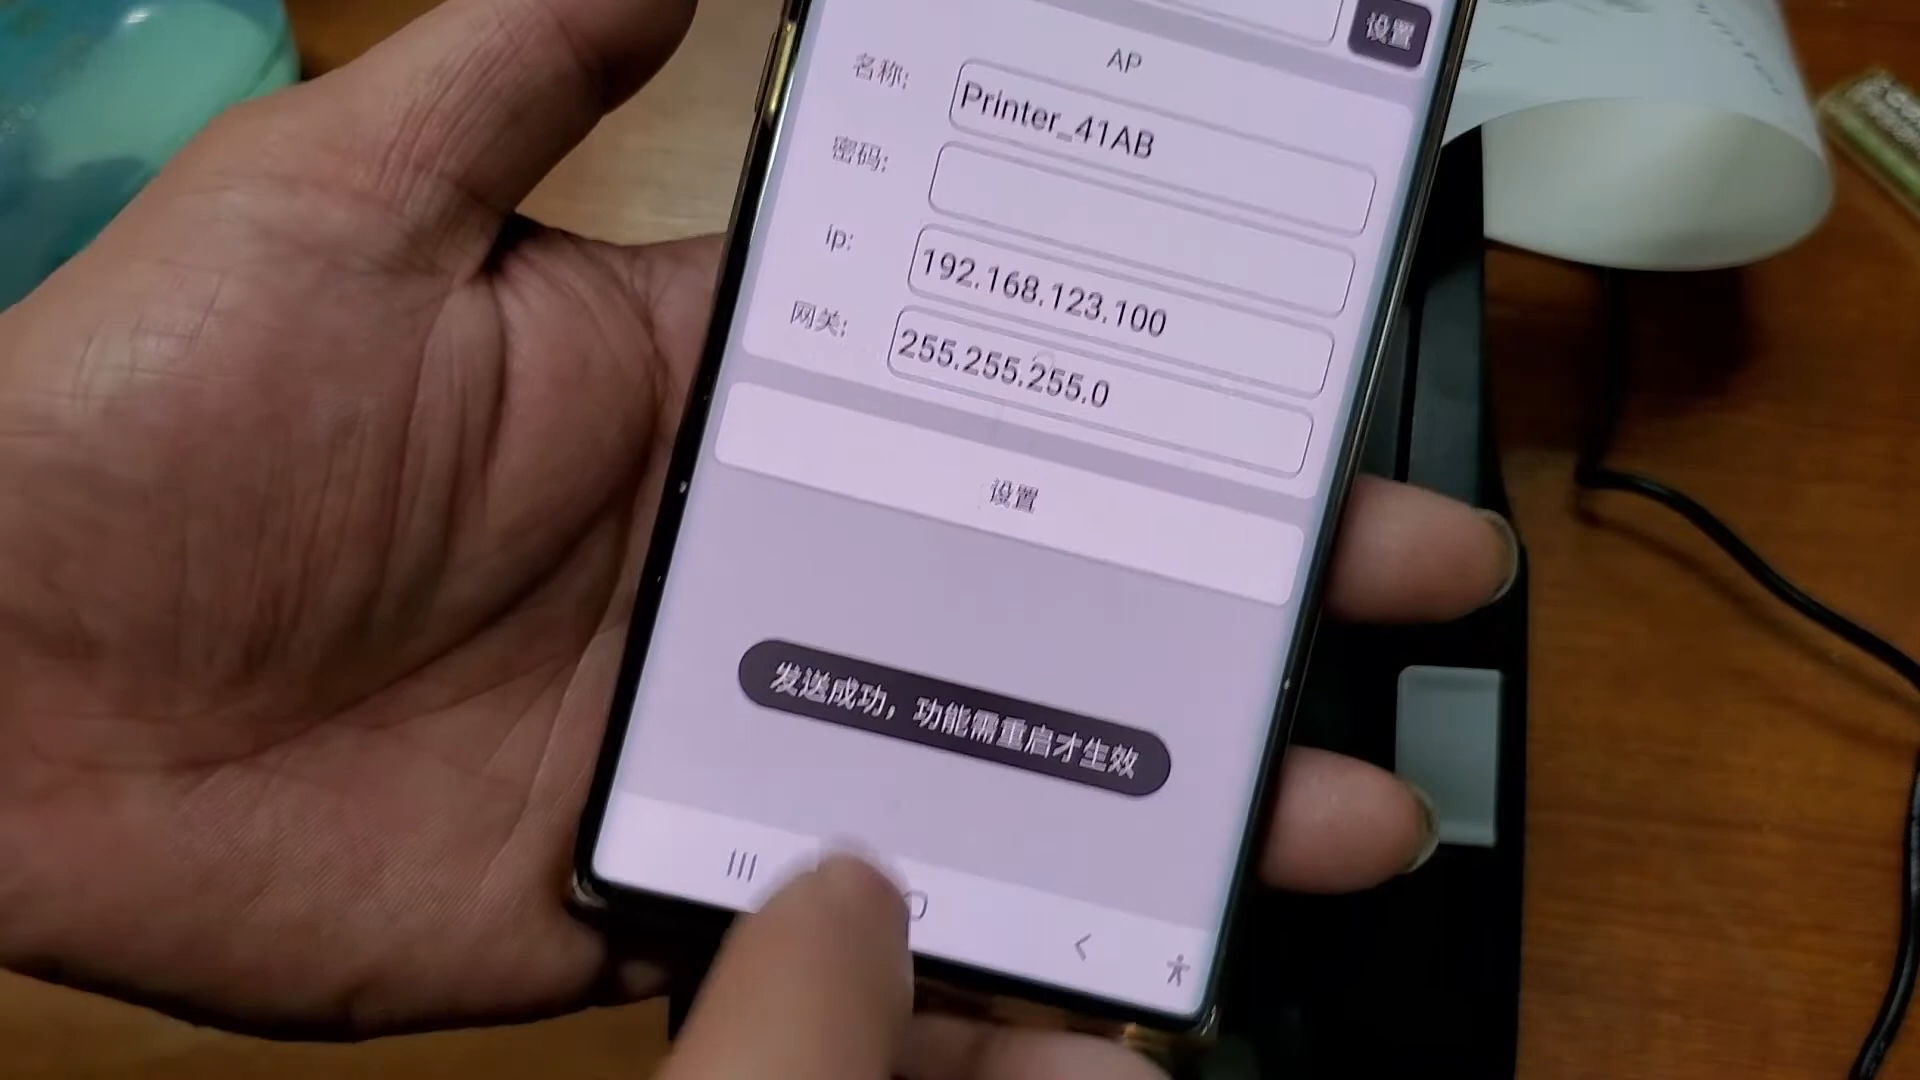 设置
AP
名称:
Printer_41AB
密码:
ip:
192.168.123.100
网关:
255.255.255.0
设置
发送成功，功能需重启才生效